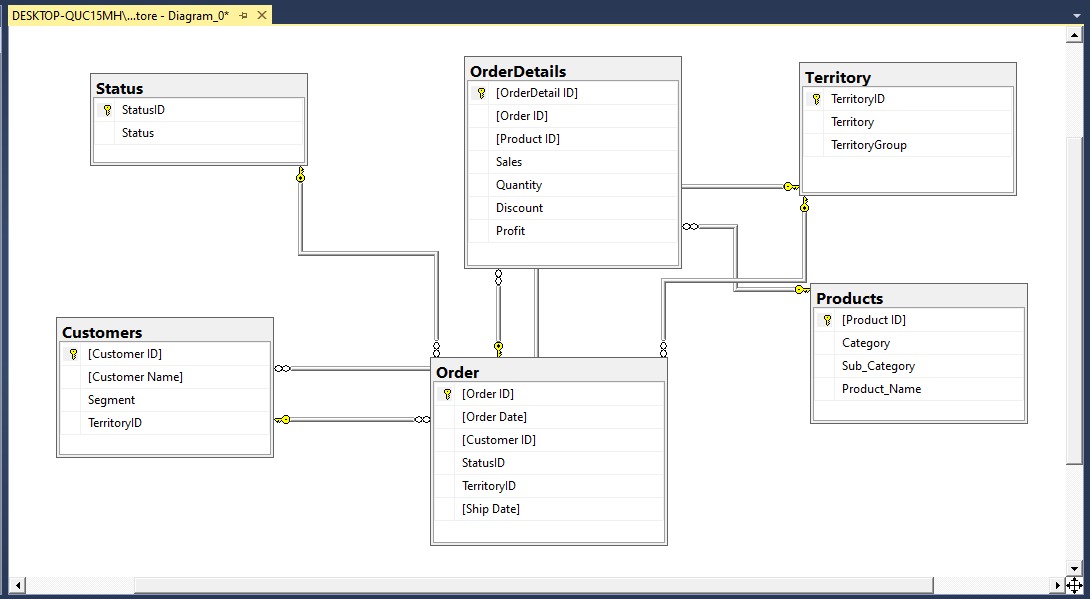 DESKTOP-QUC15MH\...tore - Diagram_0*
Status
StatusID
Status
OrderDetails
[OrderDetail ID]
[Order ID]
[Product ID]
Sales
Quantity
Discount
Profit
Territory
TerritoryID
Territory
TerritoryGroup
Customers
[Customer ID]
[Customer Name]
Segment
TerritoryID
Order
[Order ID]
[Order Date]
[Customer ID]
StatusID
TerritoryID
[Ship Date]
Products
[Product ID]
Category
Sub_Category
Product_Name